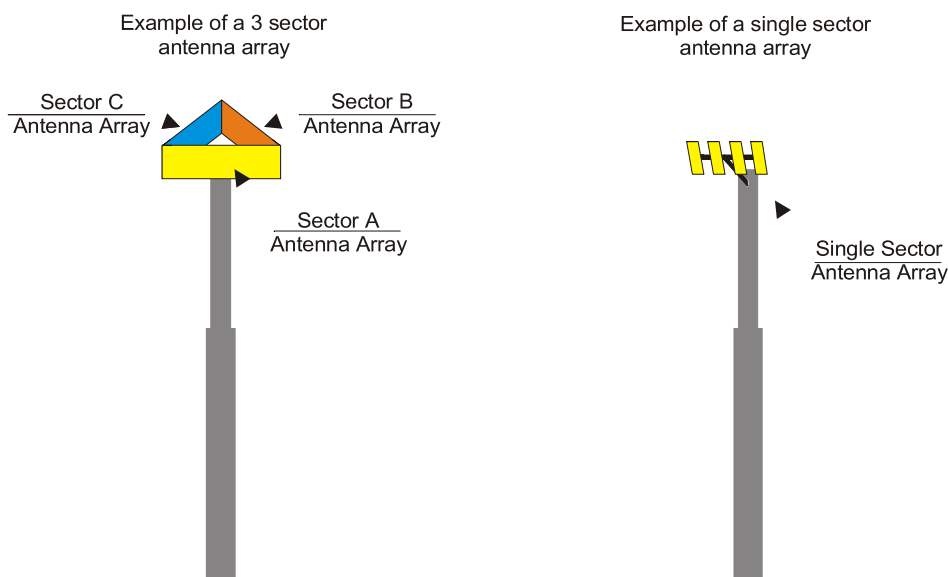 Example of a 3 sector
antenna array
Example of a single sector
antenna array
Sector C
Antenna Array
Sector B
Antenna Array
Sector A
Antenna Array
Single Sector
Antenna Array